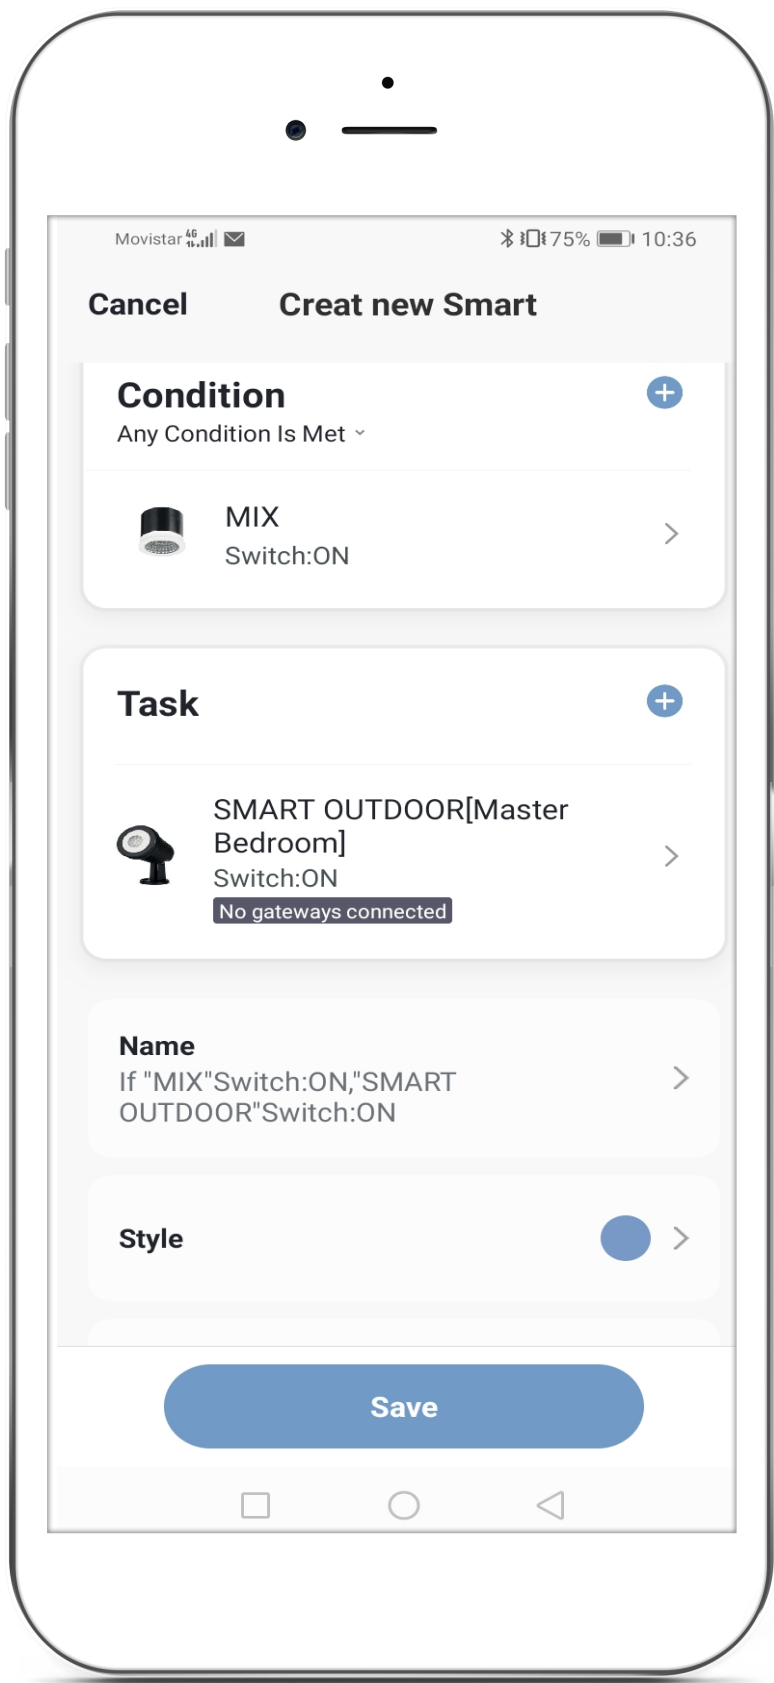 Movistar 4G 75% 10:36
Cancel Creat new Smart
Condition
Any Condition Is Met
MIX
Switch:ON
Task
SMART OUTDOOR[Master
Bedroom]
Switch:ON
No gateways connected
Name
If "MIX"Switch:ON,"SMART
OUTDOOR"Switch:ON
Style
Save